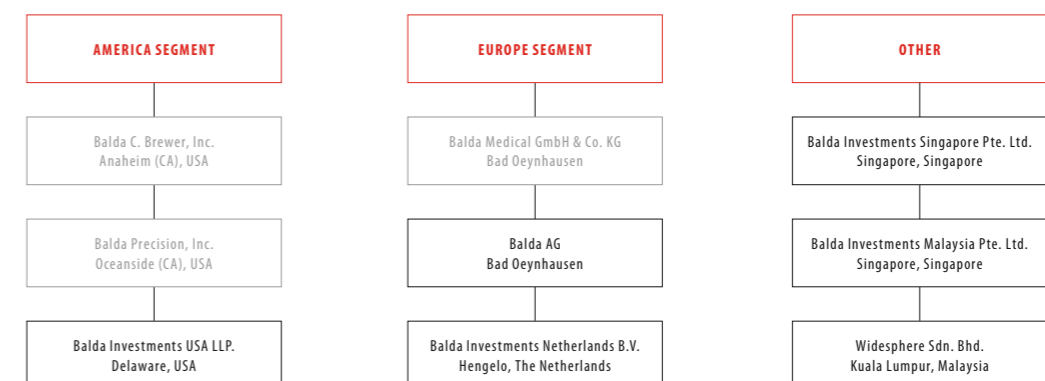 AMERICA SEGMENT
Balda C. Brewer, Inc.
Anaheim (CA), USA
Balda Precision, Inc.
Oceanside (CA), USA
Balda Investments USA LLP.
Delaware, USA
EUROPE SEGMENT
Balda Medical GmbH & Co. KG
Bad Oeynhausen
Balda AG
Bad Oeynhausen
Balda Investments Netherlands B.V.
Hengelo, The Netherlands
OTHER
Balda Investments Singapore Pte. Ltd.
Singapore, Singapore
Balda Investments Malaysia Pte. Ltd.
Singapore, Singapore
Widesphere Sdn. Bhd.
Kuala Lumpur, Malaysia